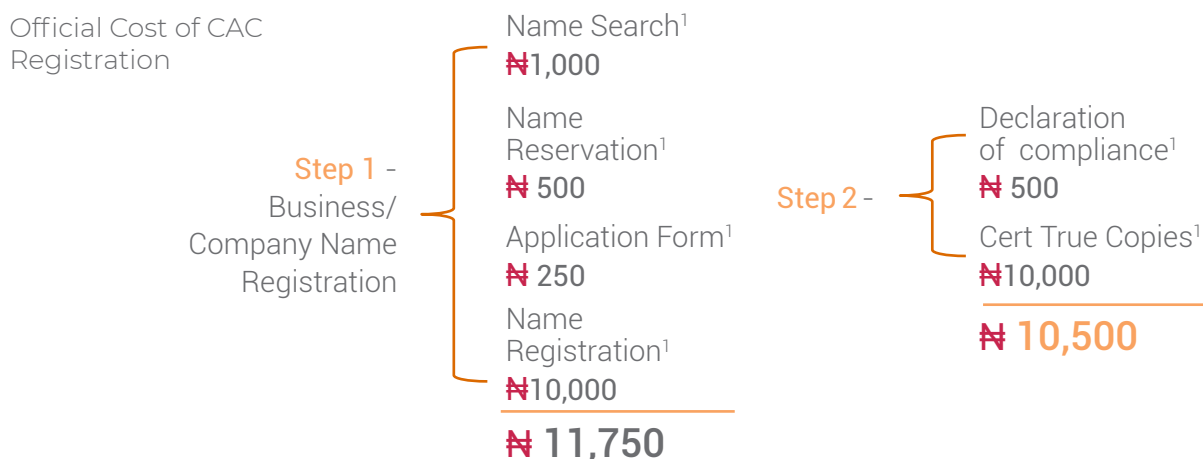 Official Cost of CAC
Registration
Step 1 -
Business/
Company Name
Registration
Name Search¹
₦1,000
Name
Reservation¹
₦ 500
Application Form¹
₦ 250
Name
Registration¹
₦10,000
₦ 11,750
Step 2 -
Declaration
of compliance¹
₦ 500
Cert True Copies¹
₦10,000
₦ 10,500